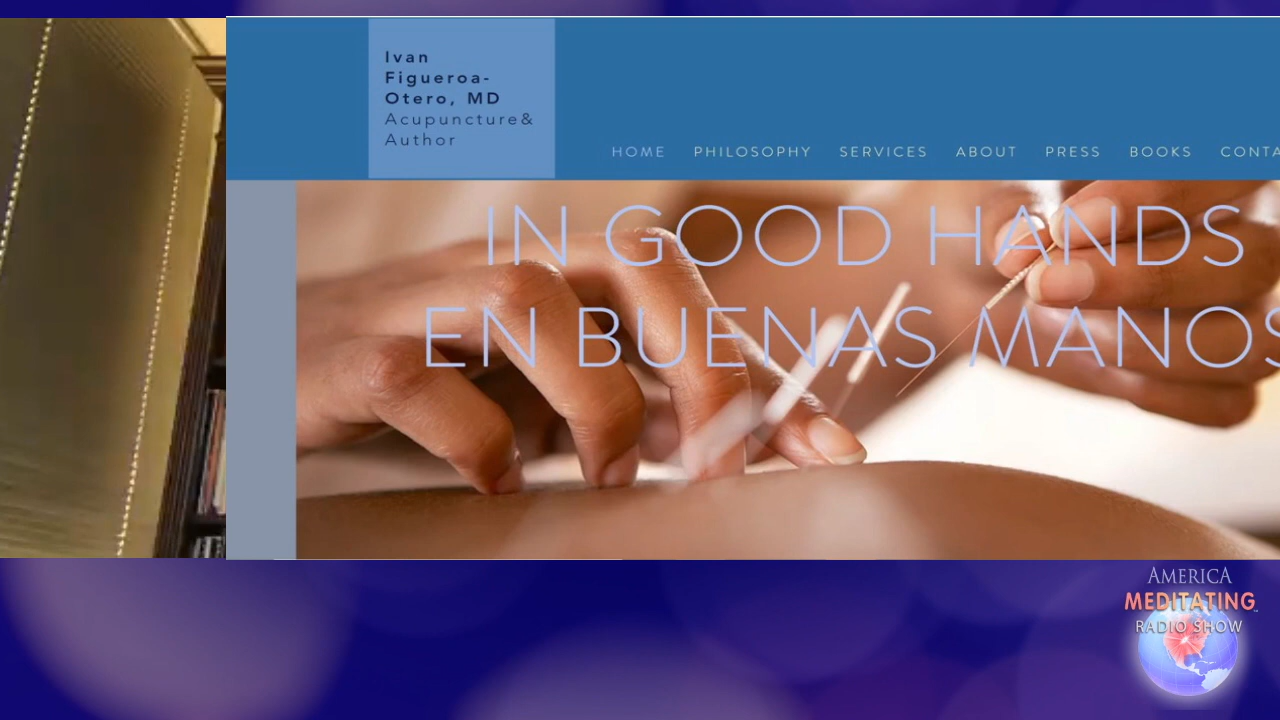 Ivan
Figueroa-
Otero, MD
Acupuncture&
Author
HOME PHILOSOPHY SERVICES ABOUT PRESS BOOKS CONTA
IN GOOD HANDS
EN BUENAS MANOS
AMERICA
MEDITATING
RADIO SHOW